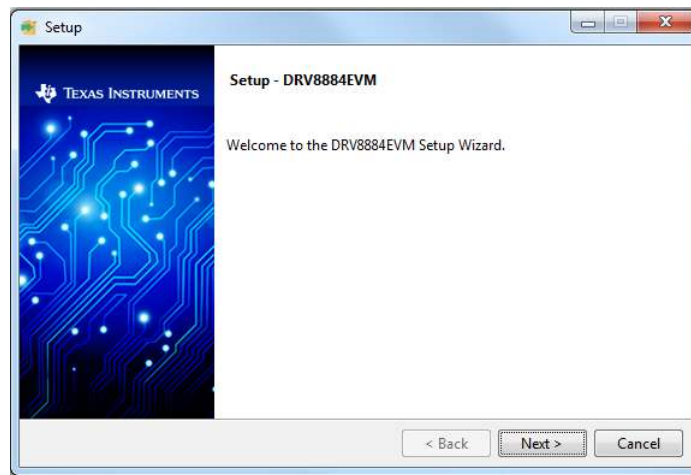 Setup
TEXAS INSTRUMENTS
Setup - DRV8884EVM
Welcome to the DRV8884EVM Setup Wizard.
< Back
Next >
Cancel